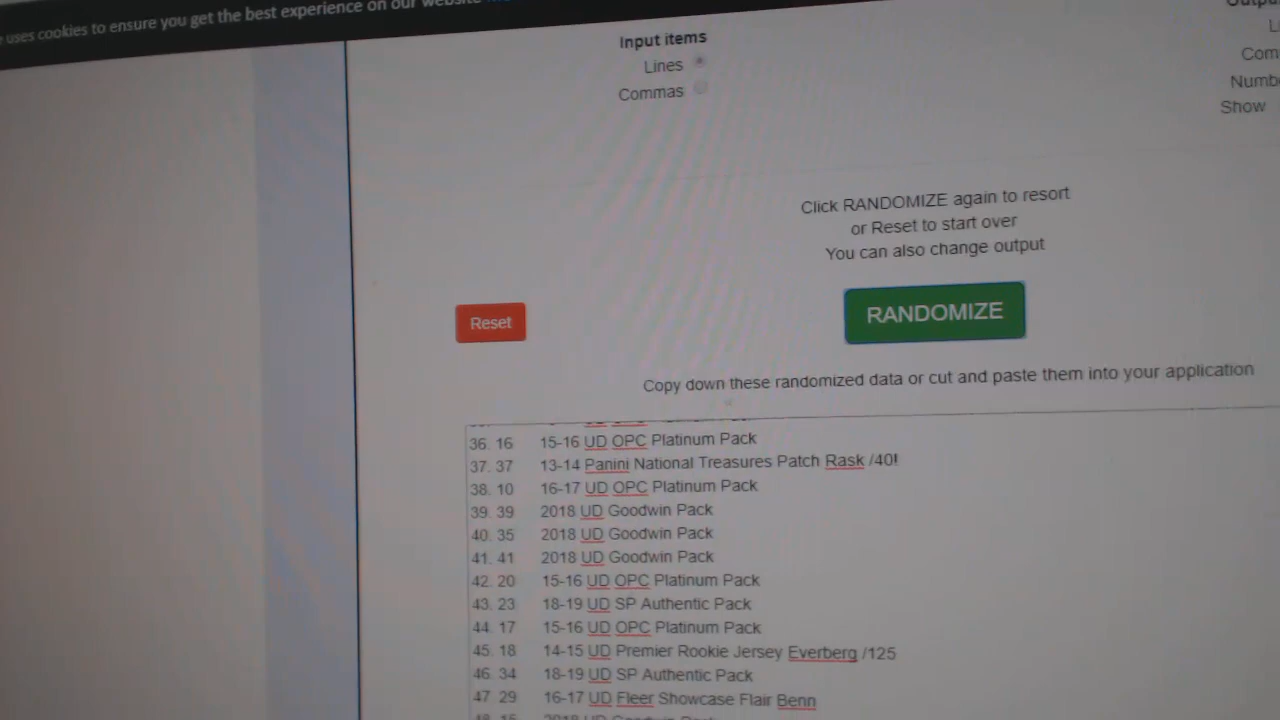 uses cookies to ensure you get the best experience on our website
Input items
Lines
Commas
Show
Click RANDOMIZE again to resort
or Reset to start over
You can also change output
Reset
RANDOMIZE
Copy down these randomized data or cut and paste them into your application
36. 16 15-16 UD OPC Platinum Pack
37. 37 13-14 Panini National Treasures Patch Rask /40!
38. 10 16-17 UD OPC Platinum Pack
39. 39 2018 UD Goodwin Pack
40. 35 2018 UD Goodwin Pack
41. 41 2018 UD Goodwin Pack
42. 20 15-16 UD OPC Platinum Pack
43. 23 18-19 UD SP Authentic Pack
44. 17 15-16 UD OPC Platinum Pack
45. 18 14-15 UD Premier Rookie Jersey Everberg /125
46. 34 18-19 UD SP Authentic Pack
47 29 16-17 UD Fleer Showcase Flair Benn